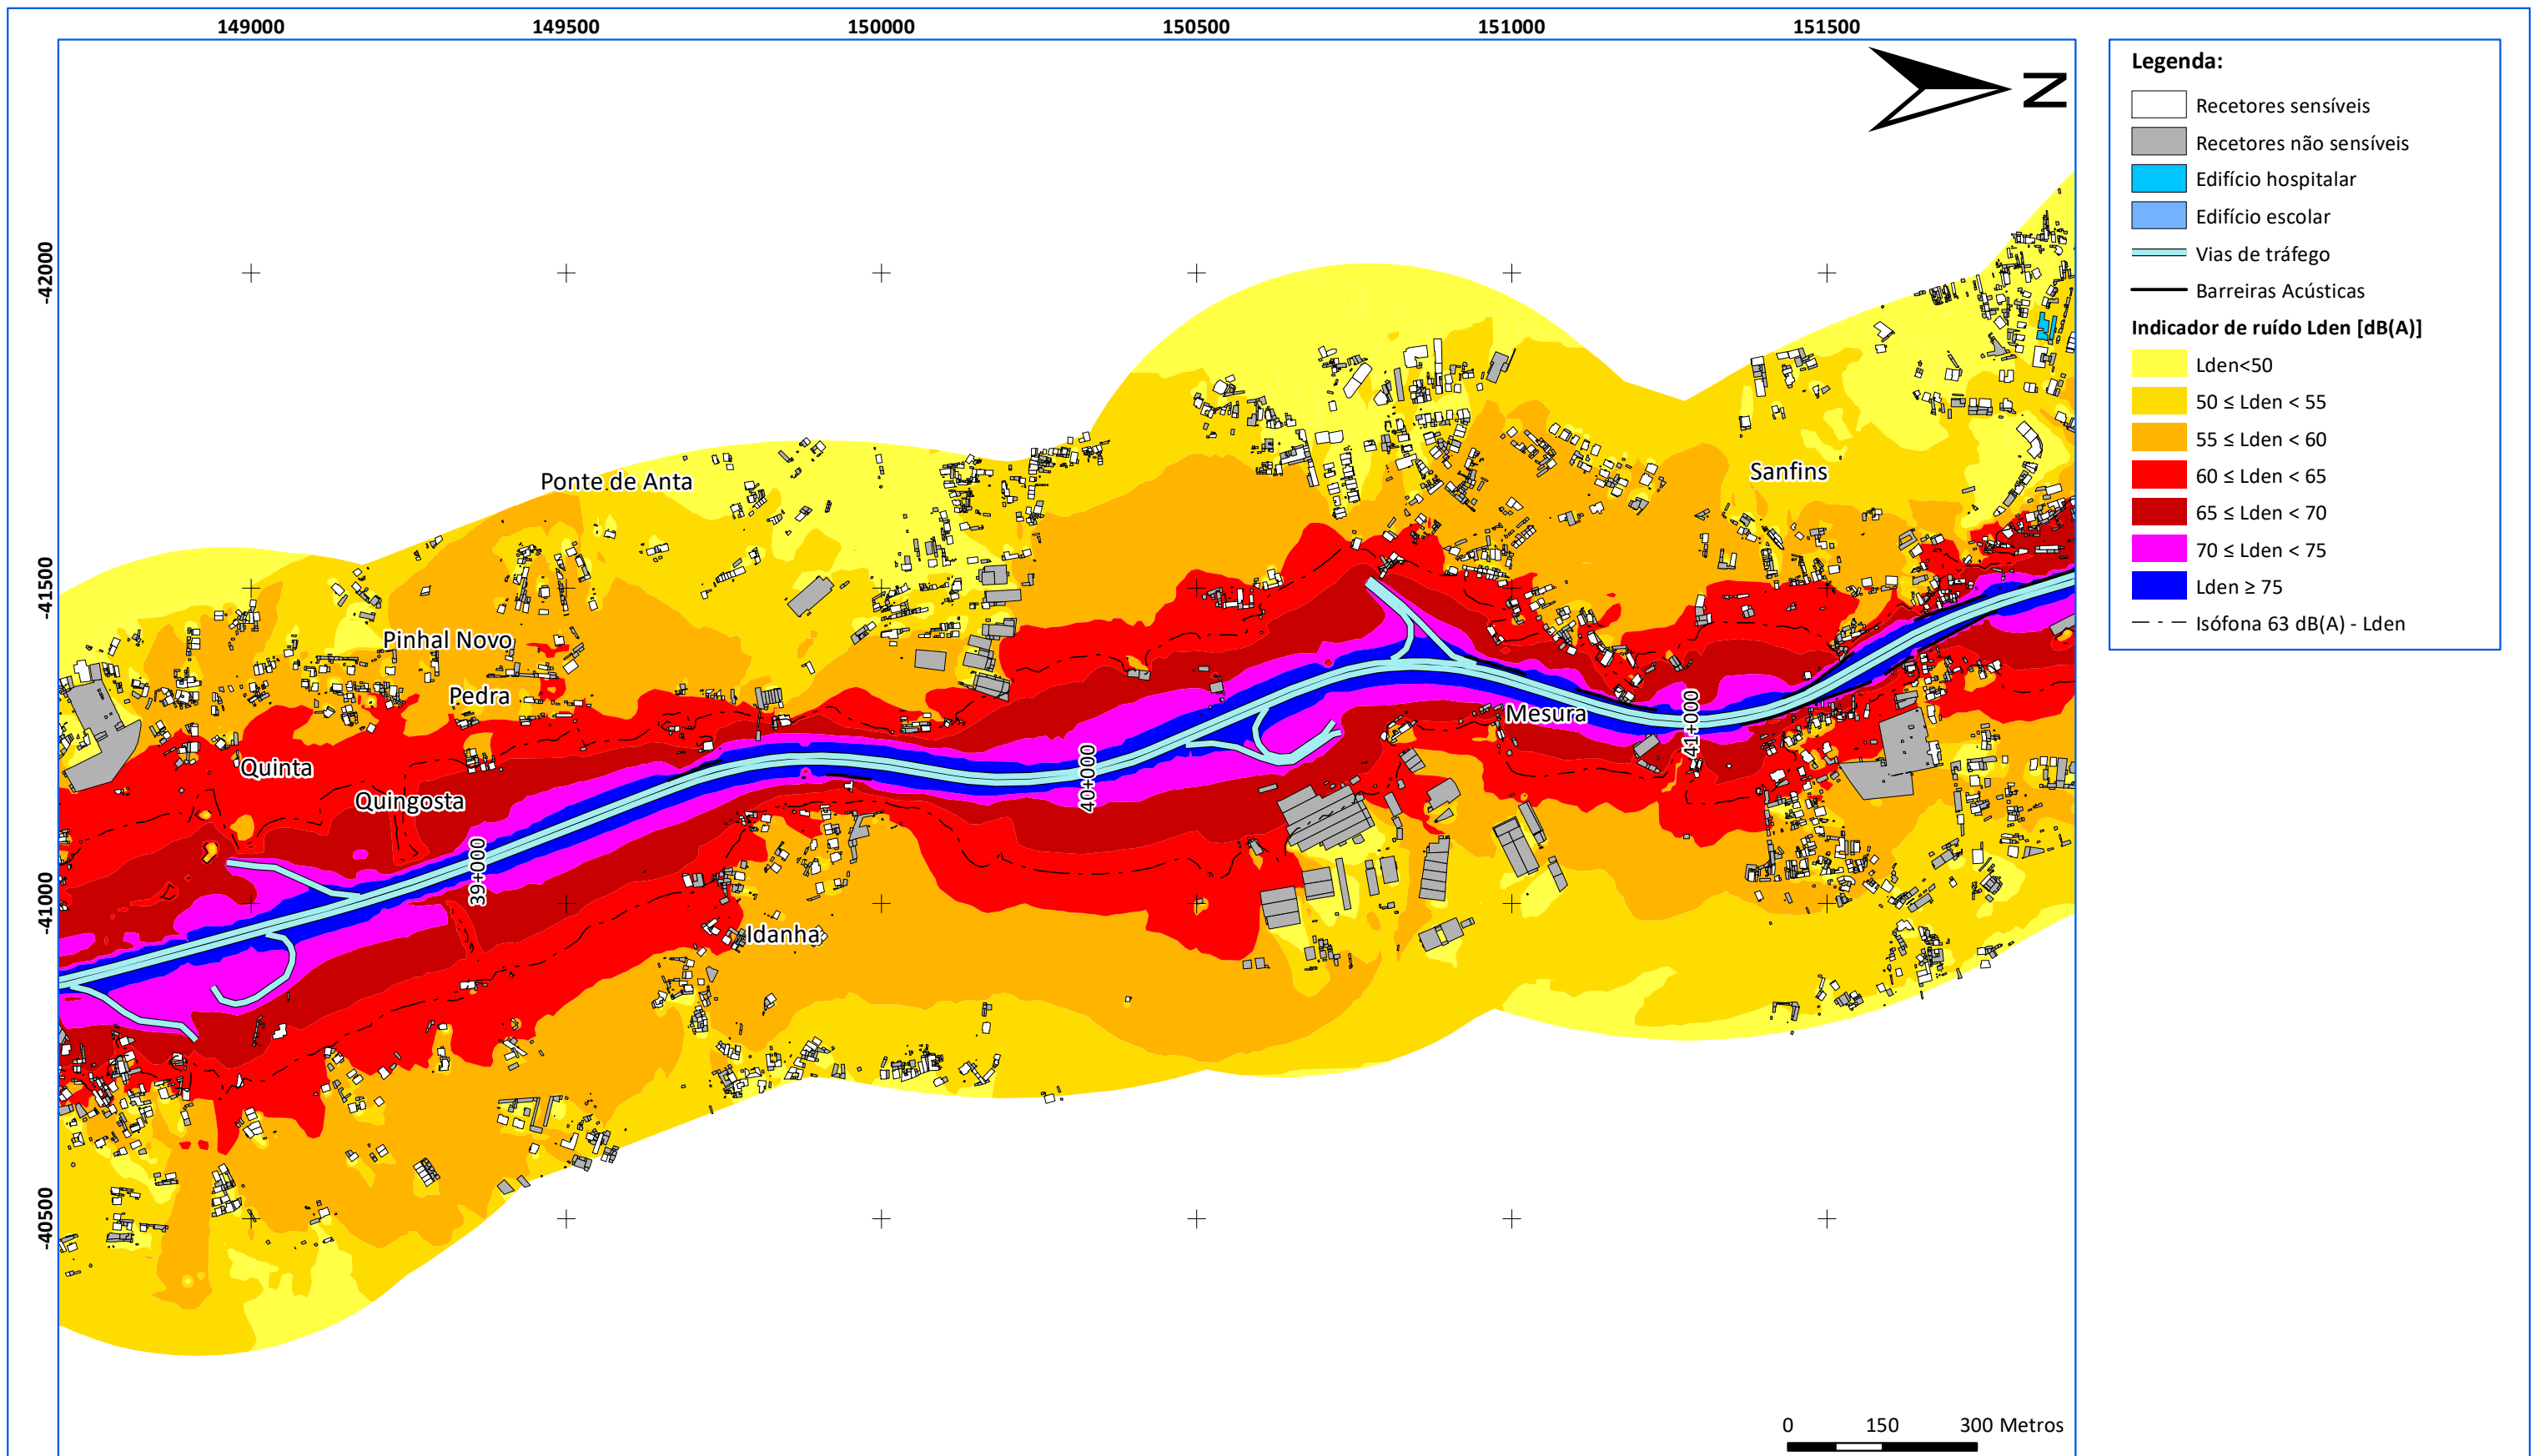 149000 149500 150000 150500 151000 151500
N
-42000
-41500
-41000
-40500
Ponte de Anta
Sanfins
Pinhal Novo
Pedra
Mesura
41+000
Quinta
40+000
Quingosta
39+000
Idanha
0 150 300 Metros
Legenda:
Recetores sensíveis
Recetores não sensíveis
Edifício hospitalar
Edifício escolar
Vias de tráfego
Barreiras Acústicas
Indicador de ruído Lden [dB(A)]
Lden<50
50 ≤ Lden < 55
55 ≤ Lden < 60
60 ≤ Lden < 65
65 ≤ Lden < 70
70 ≤ Lden < 75
Lden ≥ 75
Isófona 63 dB(A) - Lden